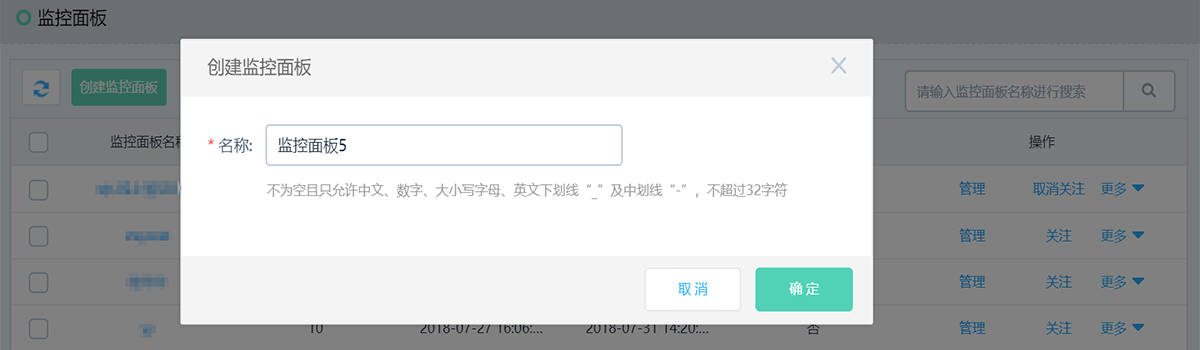 监控面板
创建监控面板
创建监控面板
请输入监控面板名称进行搜索
* 名称: 监控面板5
监控面板名称
操作
不为空且只允许中文、数字、大小写字母、英文下划线“_”及中划线“-”，不超过32字符
管理 取消关注 更多
管理 关注 更多
取消 确定
管理 关注 更多
10 2018-07-27 16:06:... 2018-07-31 14:20:... 否 管理 关注 更多